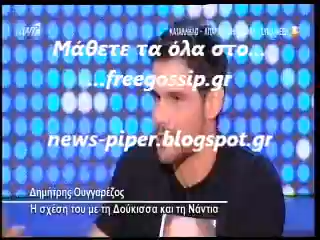 ΑΝΤ1
Μάθετε τα όλα στο...
...freegossip.gr
news-piper.blogspot.gr
Δημήτρης Ουγγαρέζος
Η σχέση του με τη Δούκισσα και τη Νάντια